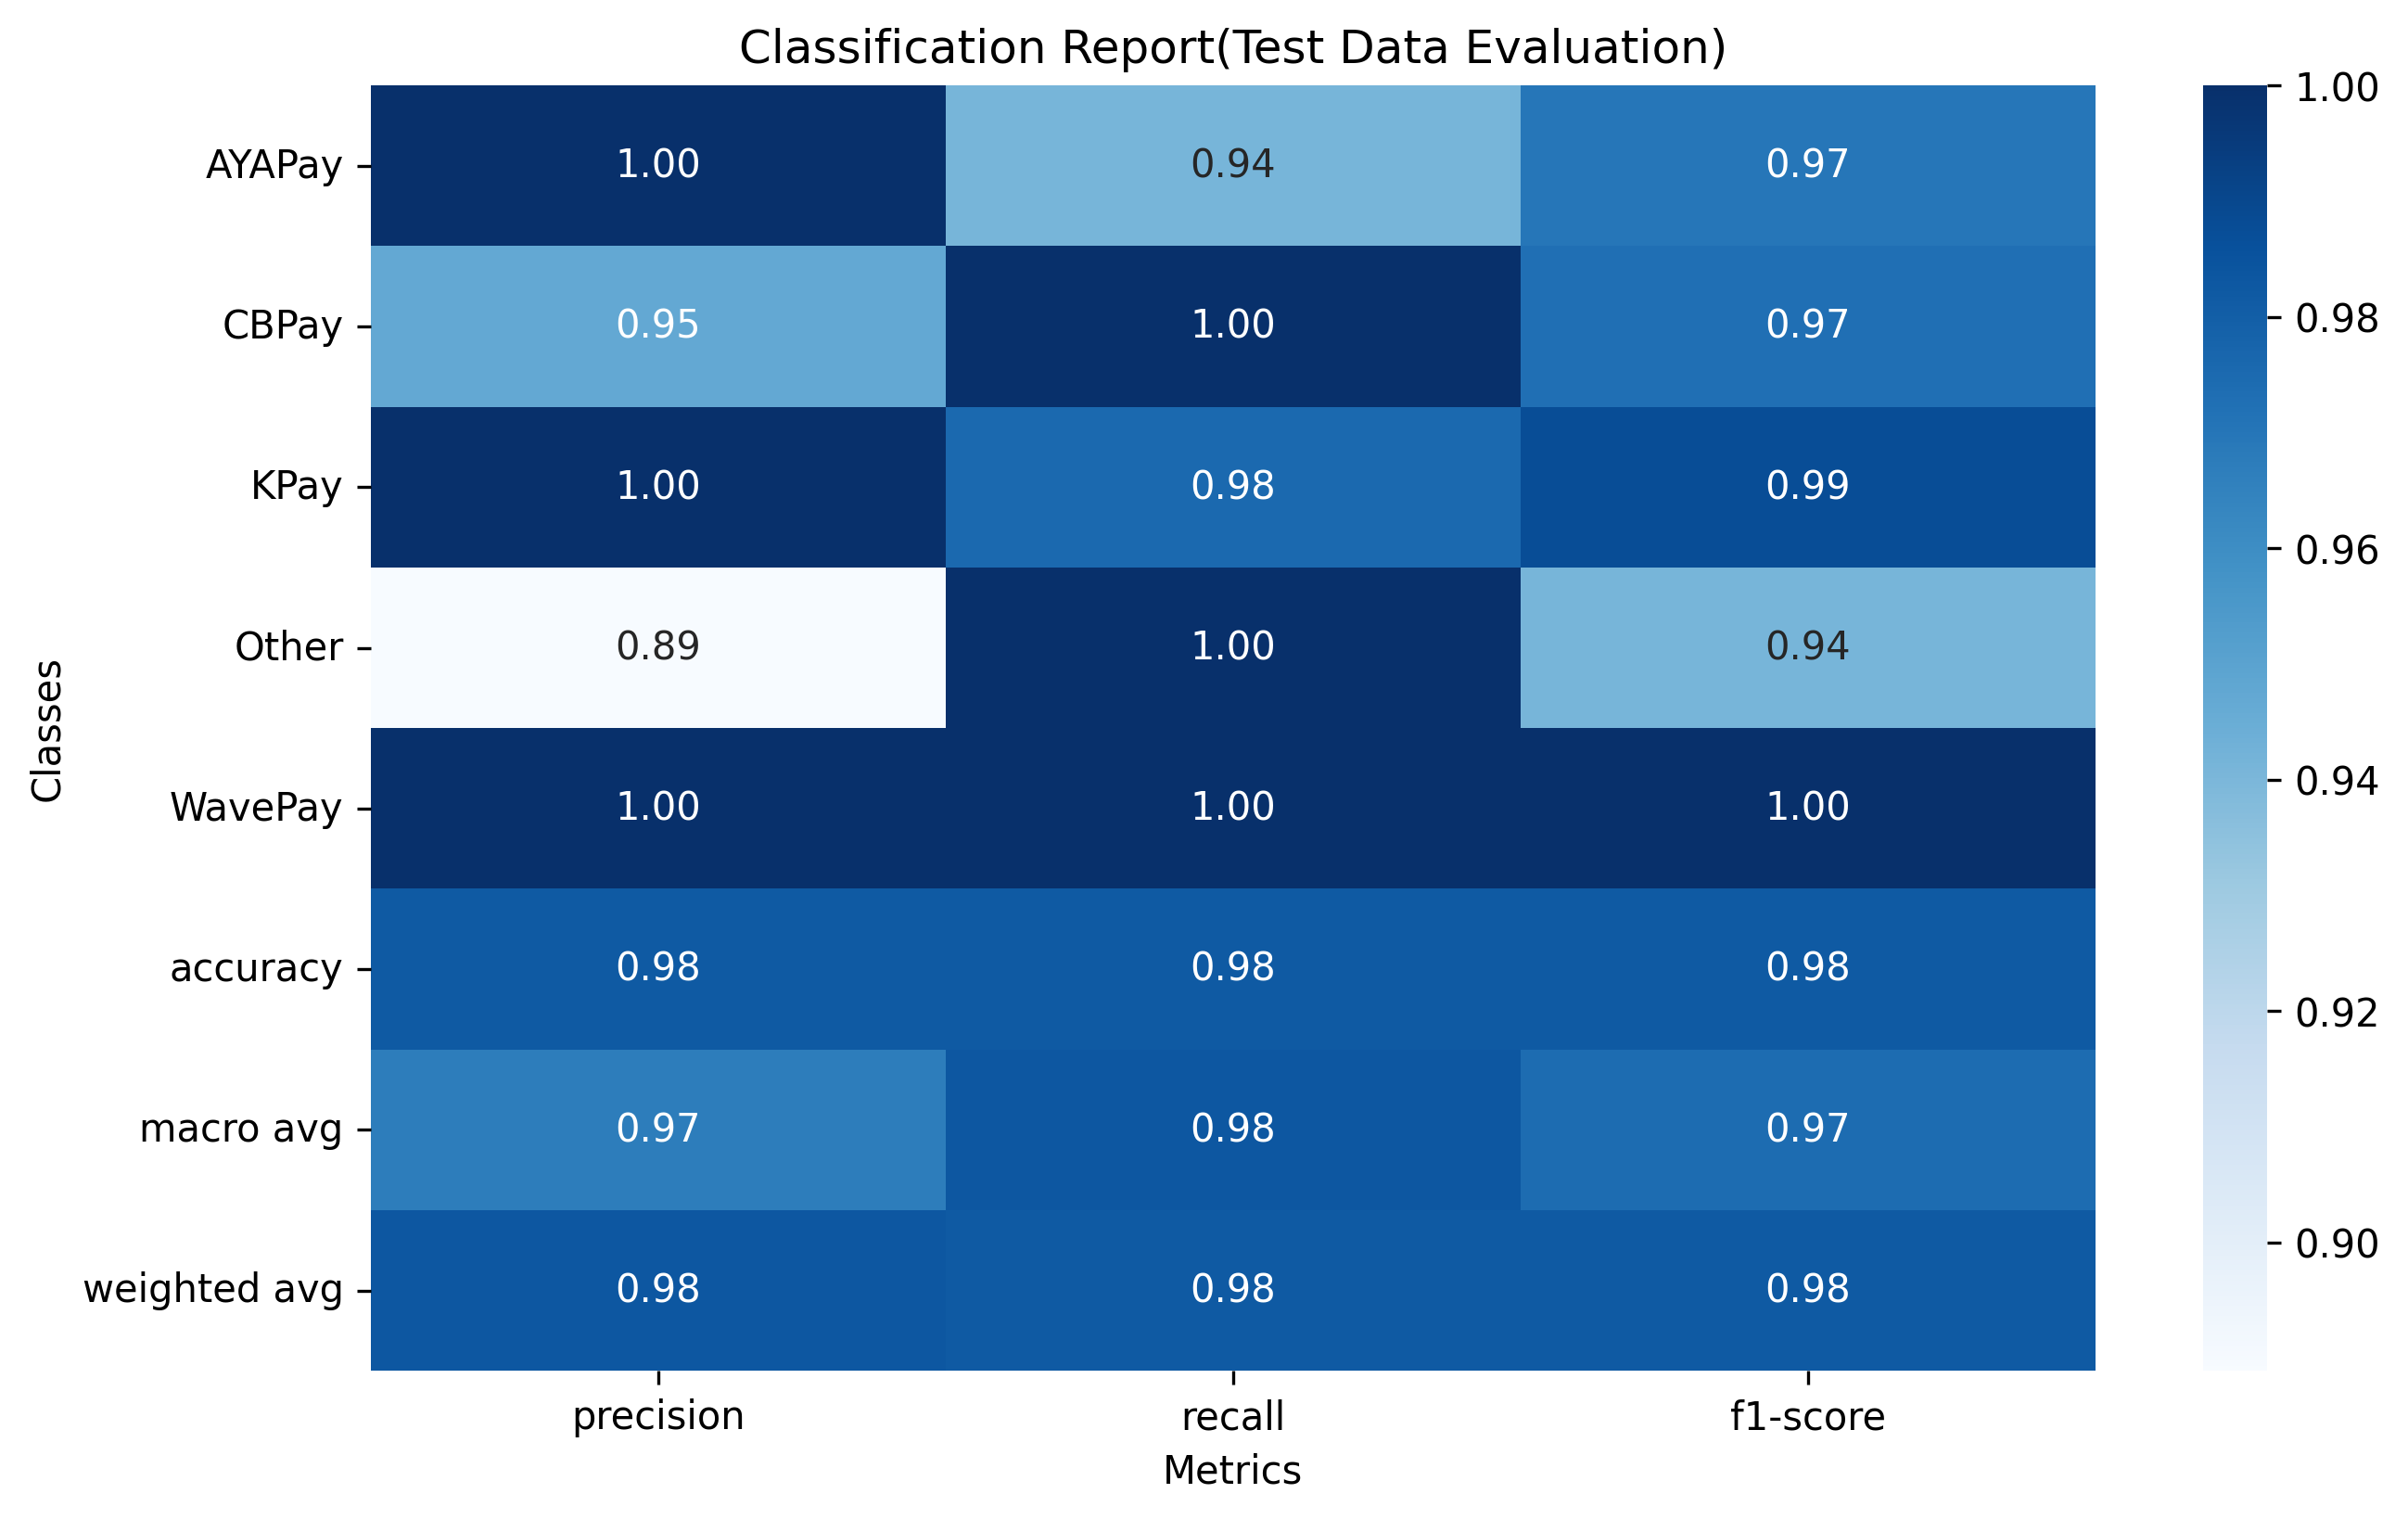 Classification Report(Test Data Evaluation)
Classes
AYAPay 1.00 0.94 0.97
CBPay 0.95 1.00 0.97
KPay 1.00 0.98 0.99
Other 0.89 1.00 0.94
WavePay 1.00 1.00 1.00
accuracy 0.98 0.98 0.98
macro avg 0.97 0.98 0.97
weighted avg 0.98 0.98 0.98
precision recall f1-score
Metrics
1.00
0.98
0.96
0.94
0.92
0.90